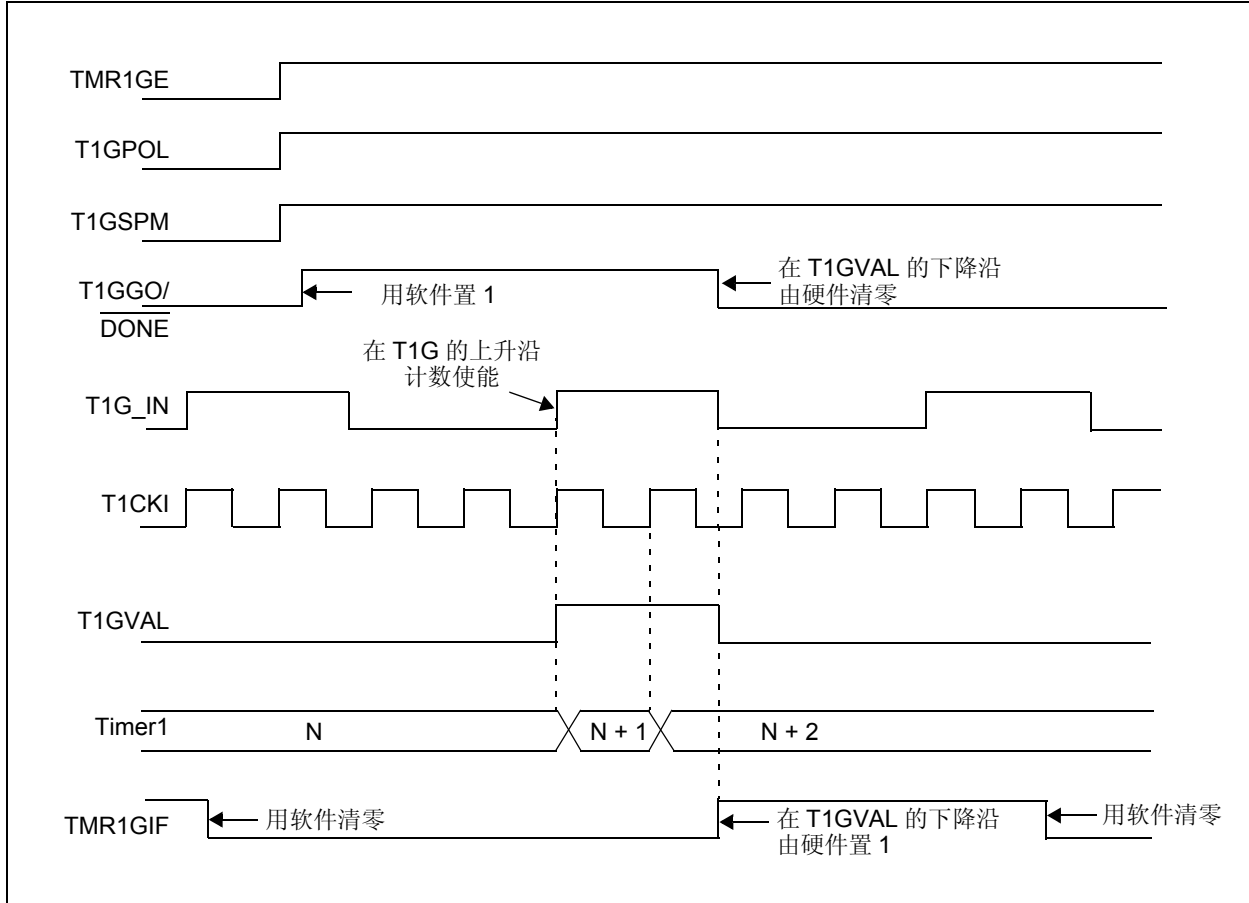 TMR1GE
T1GPOL
T1GSPM
T1GGO/
DONE
用软件置 1
在 T1GVAL 的下降沿
由硬件清零
在 T1G 的上升沿
计数使能
T1G_IN
T1CKI
T1GVAL
Timer1
N
N + 1
N + 2
TMR1GIF
用软件清零
在 T1GVAL 的下降沿
由硬件置 1
用软件清零